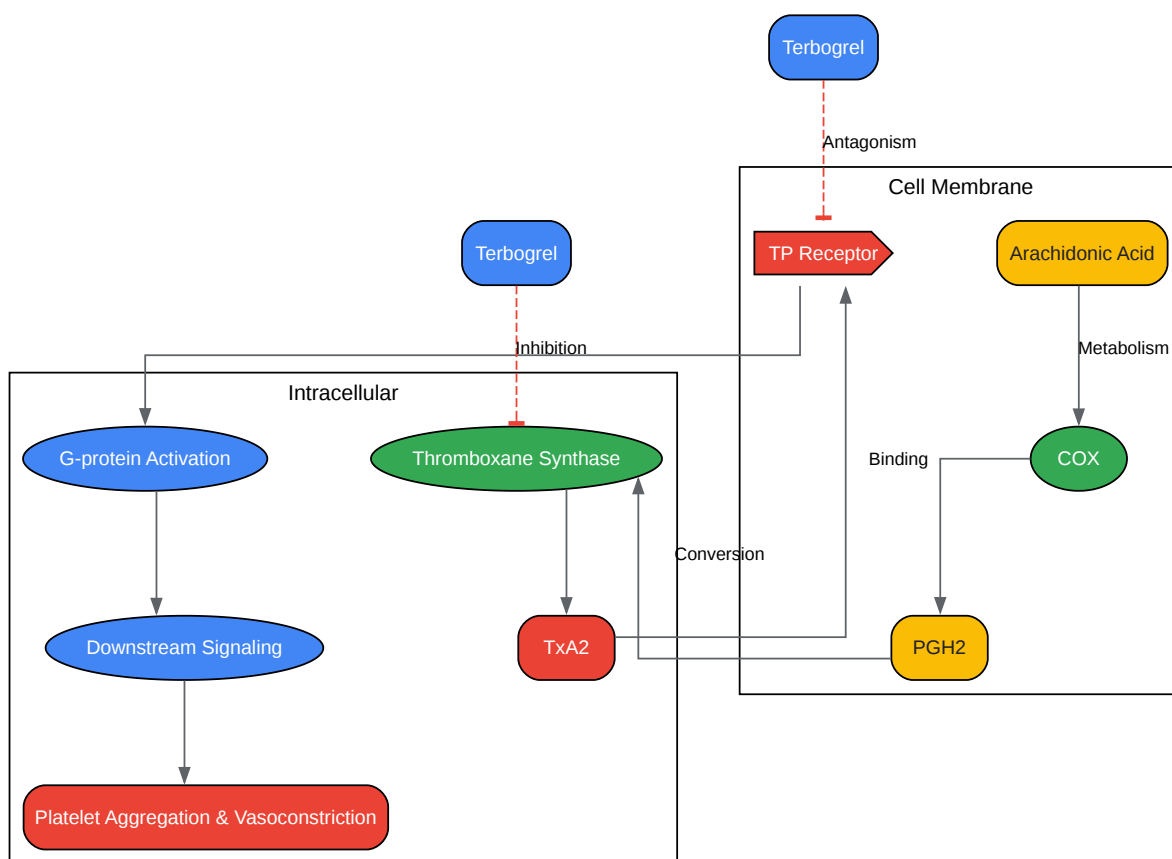 Terbogrel
Antagonism
Cell Membrane
Terbogrel
TP Receptor
Arachidonic Acid
Inhibition
Metabolism
Intracellular
G-protein Activation
Thromboxane Synthase
Binding
COX
Conversion
Downstream Signaling
TxA2
PGH2
Platelet Aggregation & Vasoconstriction